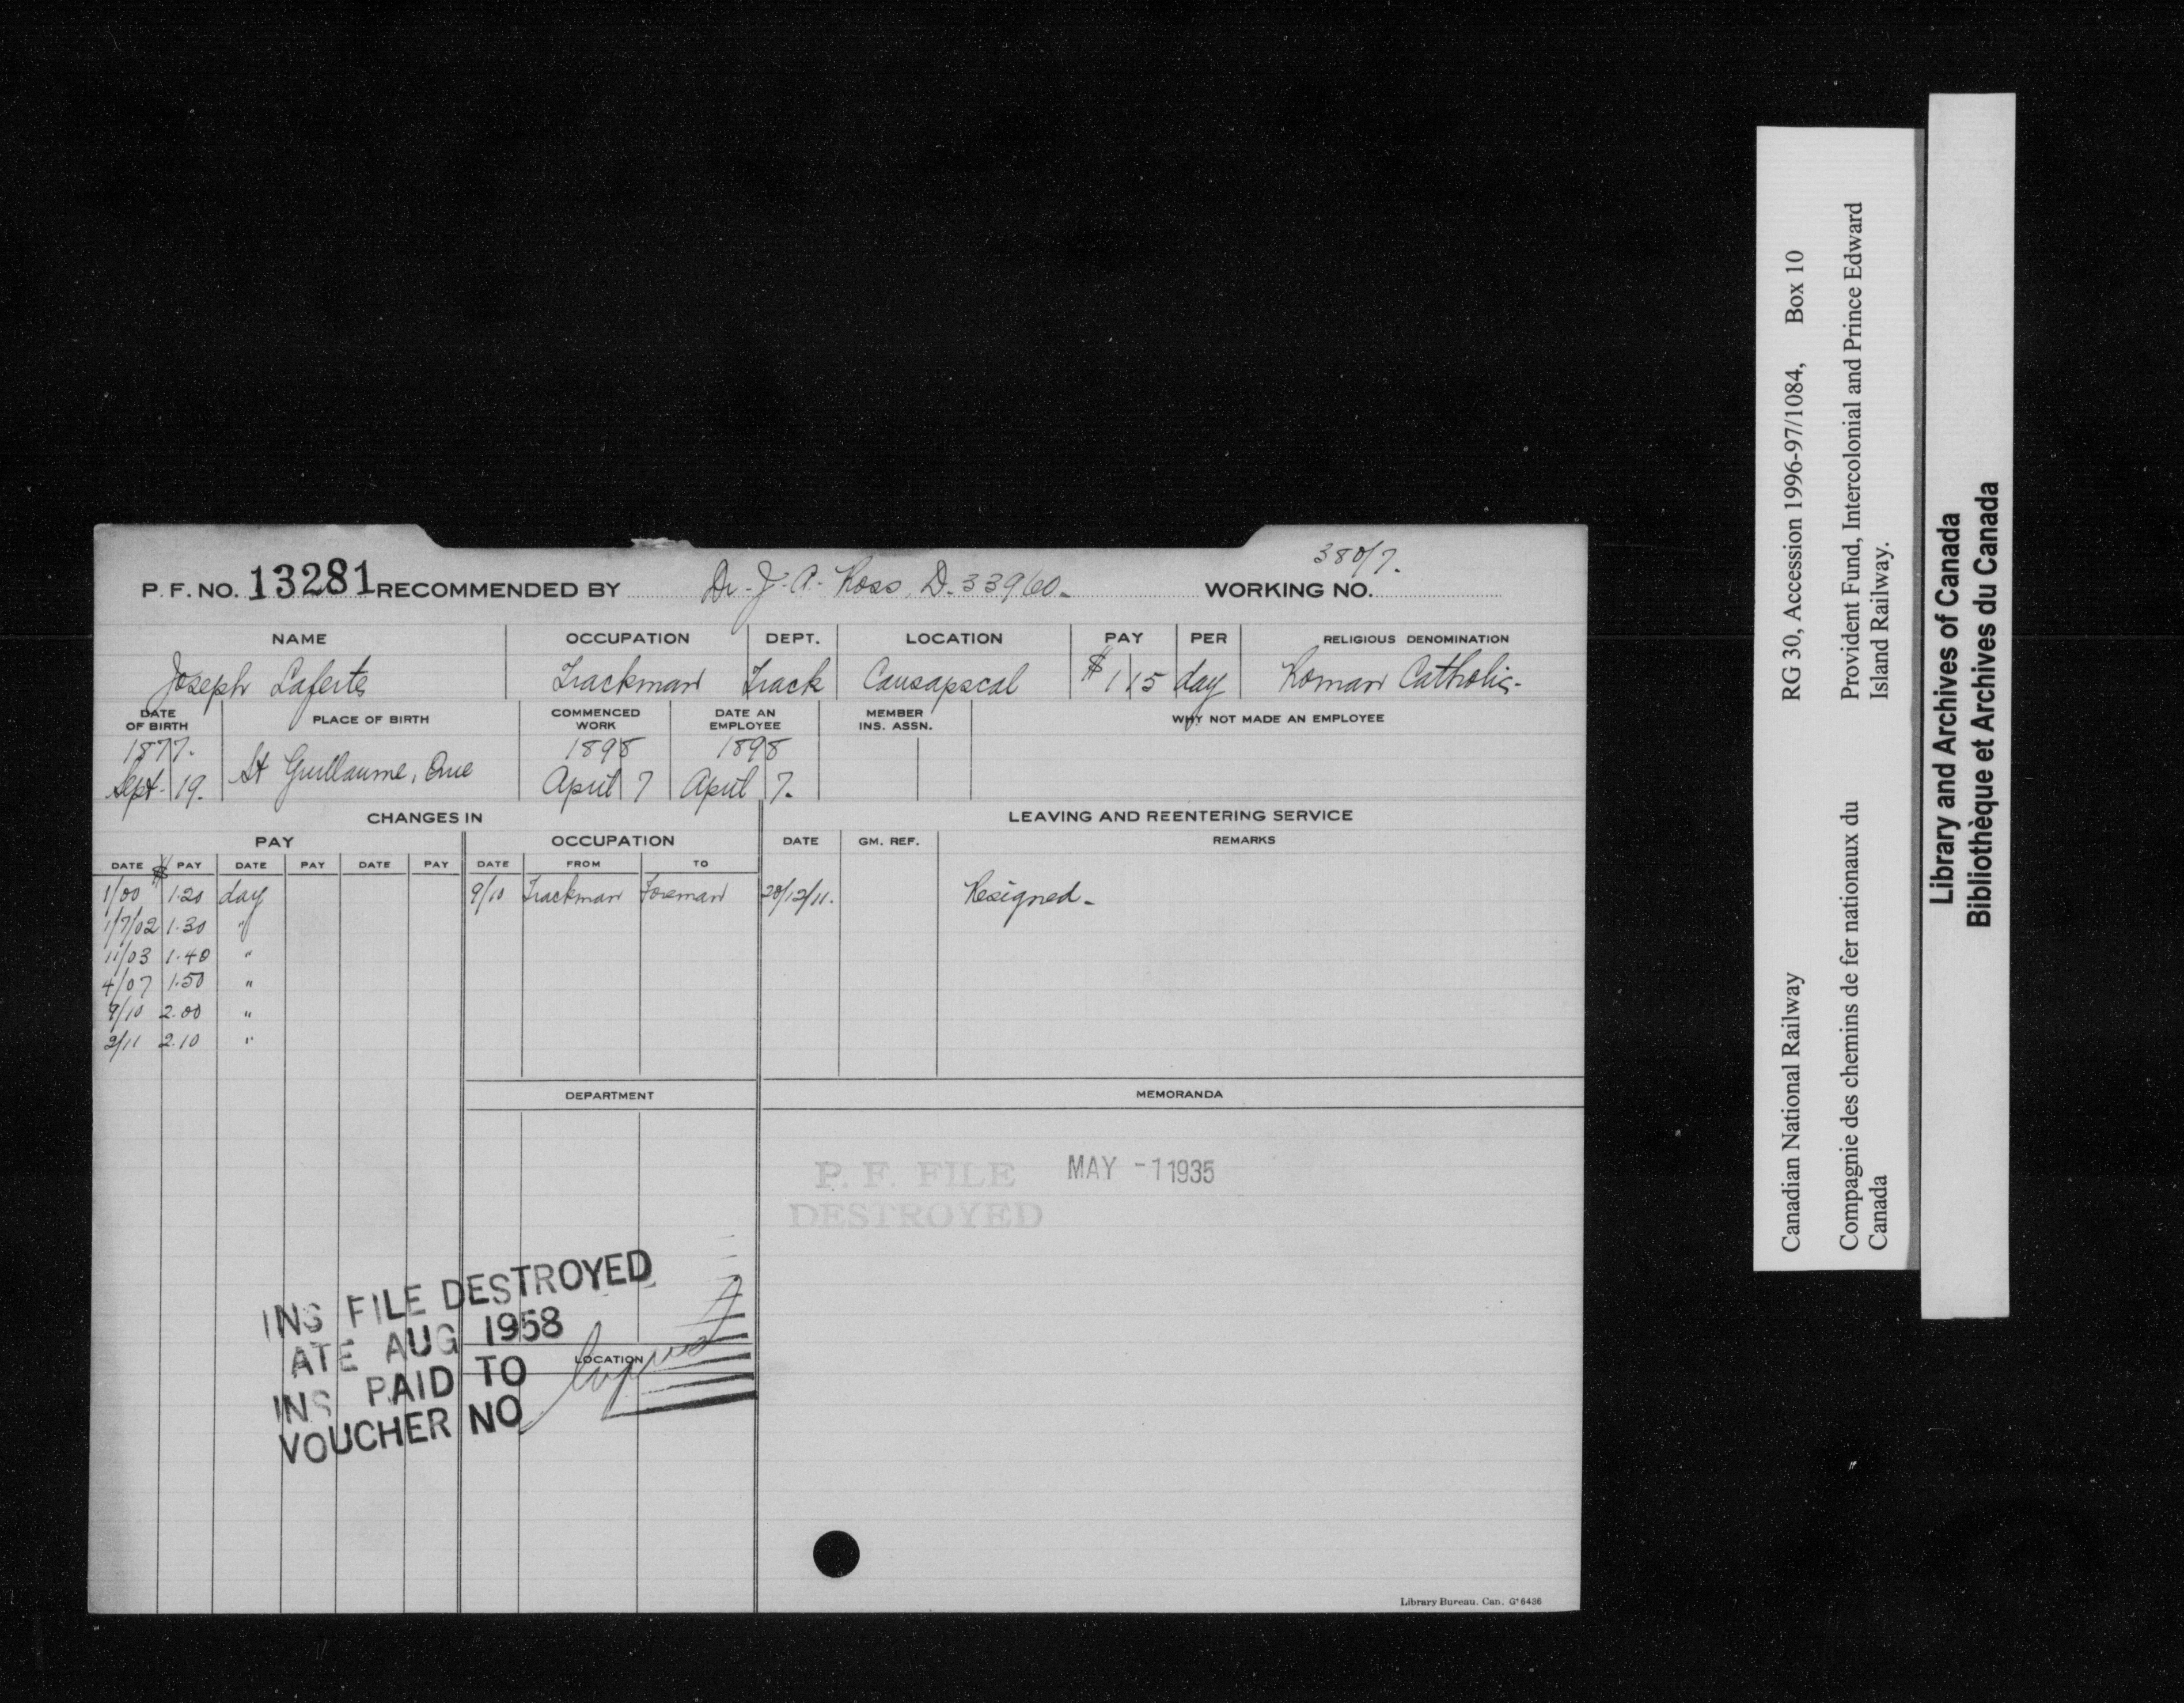 380/7.
P. F. NO. 13281 RECOMMENDED BY Dr. J. A. Ross, D. 33960. WORKING NO.
NAME OCCUPATION DEPT. LOCATION PAY PER RELIGIOUS DENOMINATION
Joseph Laferte Trackman Track Causapscal $1 15 day Roman Catholic.
DATE OF BIRTH PLACE OF BIRTH COMMENCED WORK DATE AN EMPLOYEE MEMBER INS. ASSN. WHY NOT MADE AN EMPLOYEE
1877. 1898 1898
Sept. 19. St Guillaume, Que April 7 April 7.
CHANGES IN LEAVING AND REENTERING SERVICE
PAY OCCUPATION DATE GM. REF. REMARKS
DATE $ PAY DATE PAY DATE PAY DATE FROM TO
1/00 1.20 day 9/10 Trackman Foreman 20/12/11. Resigned.
1/7/02 1.30 "
11/03 1.40 "
4/07 1.50 "
9/10 2.00 "
2/11 2.10 "
DEPARTMENT MEMORANDA
P. F. FILE MAY -1 1935
DESTROYED
INS FILE DESTROYED
ATE AUG 1958
INS PAID TO
VOUCHER NO
LOCATION
Library Bureau. Can. G*6436
Canadian National Railway RG 30, Accession 1996-97/1084, Box 10
Compagnie des chemins de fer nationaux du Provident Fund, Intercolonial and Prince Edward
Canada Island Railway.
Library and Archives of Canada
Bibliothèque et Archives du Canada